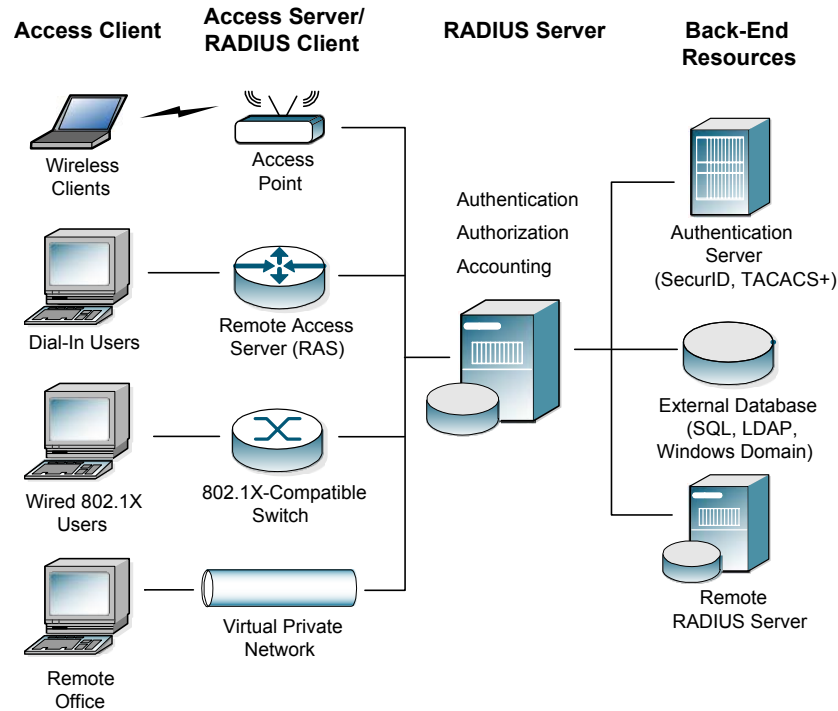 Access Client
Access Server/
RADIUS Client
RADIUS Server
Back-End
Resources
Wireless
Clients
Access
Point
Dial-In Users
Remote Access
Server (RAS)
Wired 802.1X
Users
802.1X-Compatible
Switch
Remote
Office
Virtual Private
Network
Authentication
Authorization
Accounting
Authentication
Server
(SecurID, TACACS+)
External Database
(SQL, LDAP,
Windows Domain)
Remote
RADIUS Server